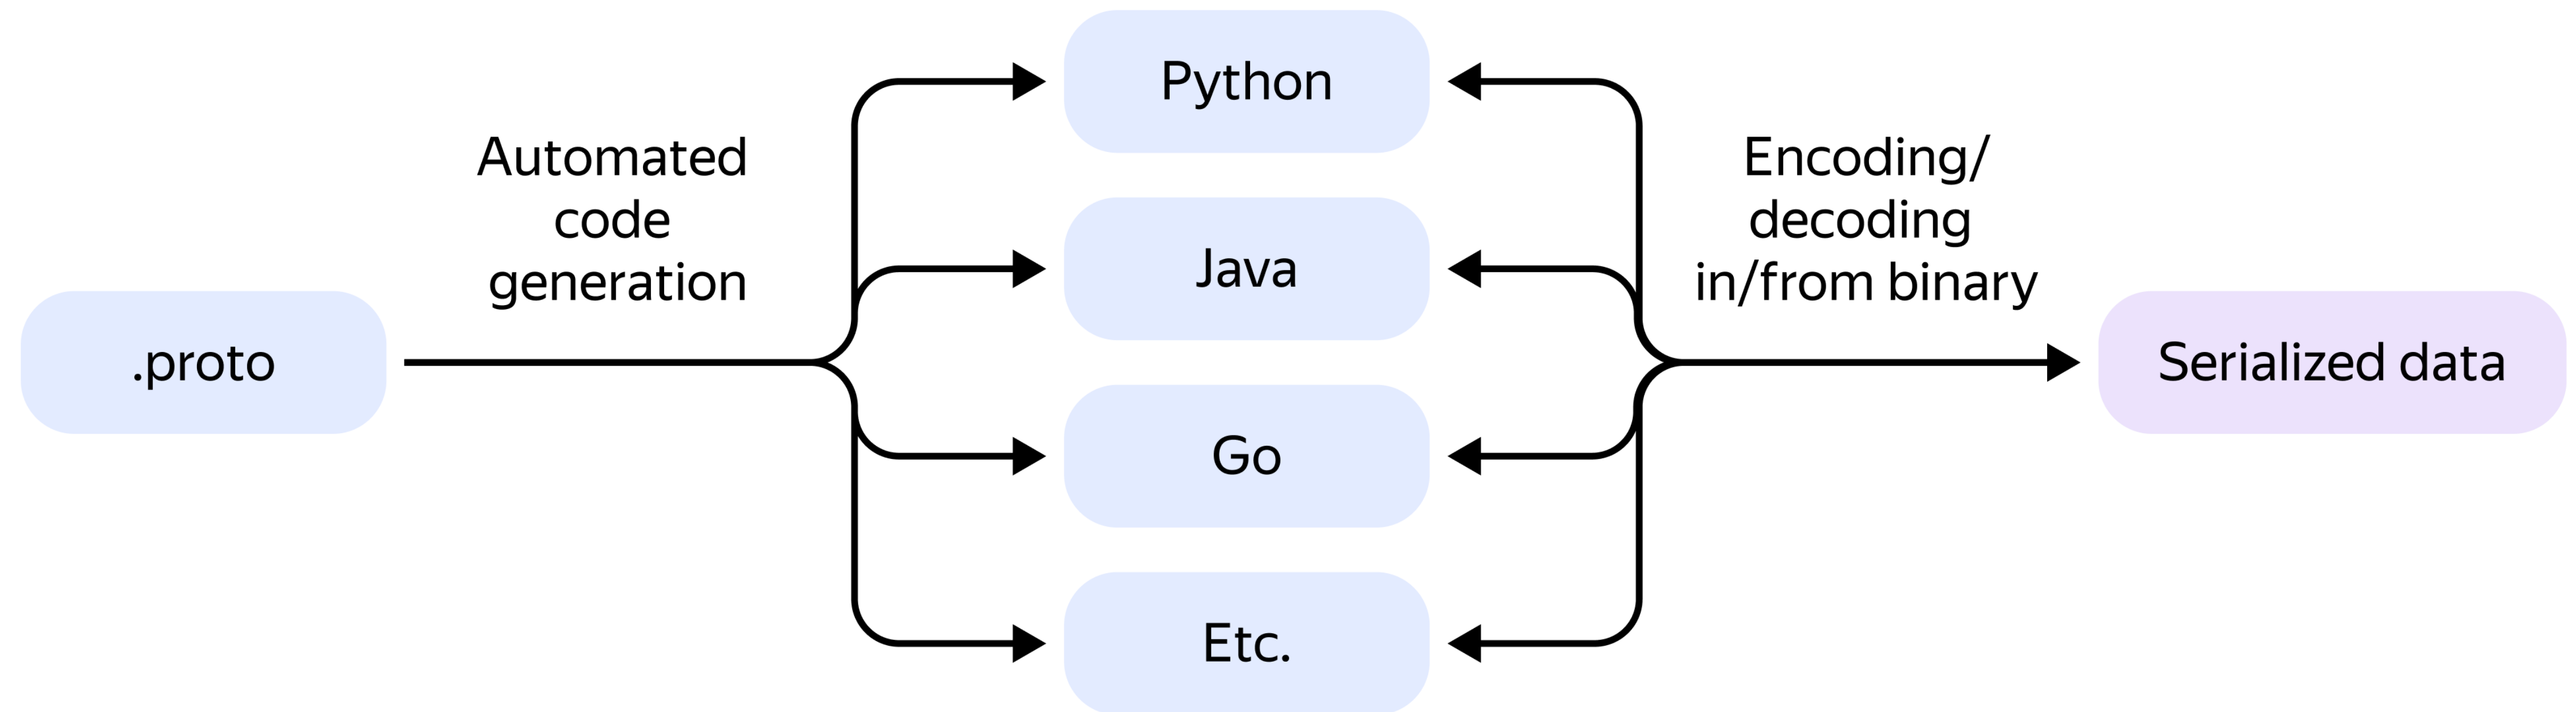 .proto
Automated
code
generation
Python
Java
Go
Etc.
Encoding/
decoding
in/from binary
Serialized data